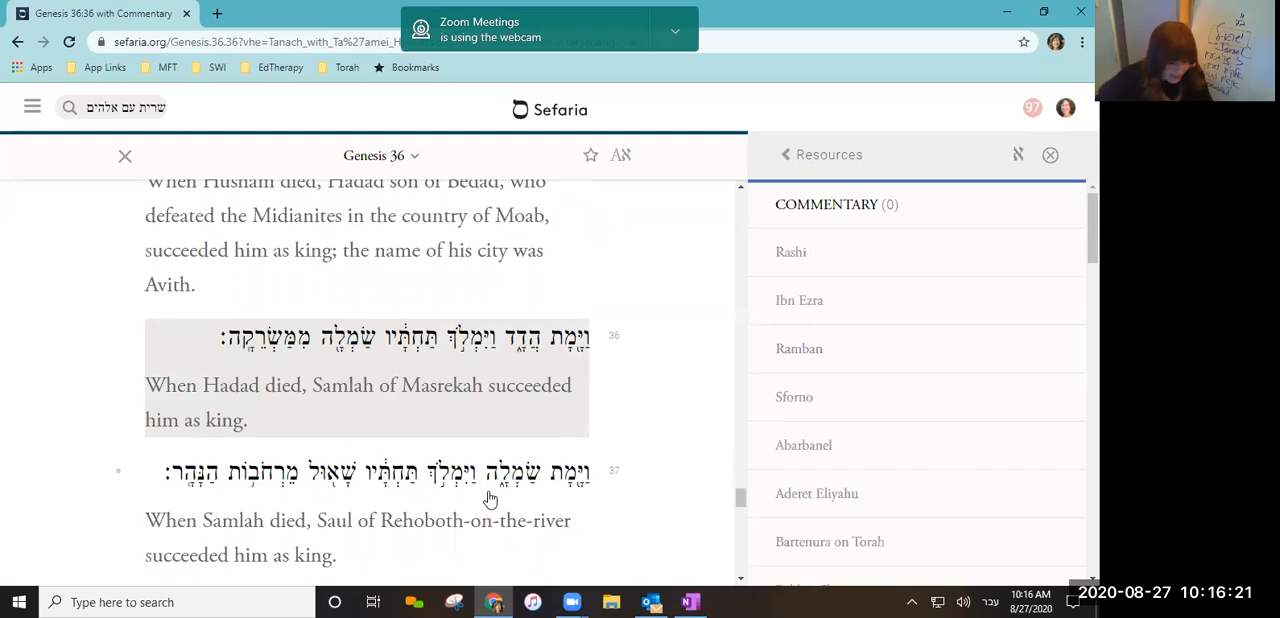 Genesis 36:36 with Commentary
Zoom Meetings
is using the webcam
sefaria.org/Genesis.36.36?vhe=Tanach_with_Ta%27amei_
Apps App Links MFT SWI EdTherapy Torah Bookmarks
שרית עם אלהים
Sefaria
97
Genesis 36
Resources
When Husham died, Hadad son of Bedad, who
defeated the Midianites in the country of Moab,
succeeded him as king; the name of his city was
Avith.
36
וַיָּ֖מָת הֲדָ֑ד וַיִּמְלֹ֣ךְ תַּחְתָּ֔יו שַׂמְלָ֖ה מִמַּשְׂרֵקָֽה׃
When Hadad died, Samlah of Masrekah succeeded
him as king.
37
וַיָּ֖מָת שַׂמְלָ֑ה וַיִּמְלֹ֣ךְ תַּחְתָּ֔יו שָׁא֖וּל מֵרְחֹב֥וֹת הַנָּהָֽר׃
When Samlah died, Saul of Rehoboth-on-the-river
succeeded him as king.
COMMENTARY (0)
Rashi
Ibn Ezra
Ramban
Sforno
Abarbanel
Aderet Eliyahu
Bartenura on Torah
Type here to search
עבר
10:16 AM
8/27/2020
2020-08-27 10:16:21